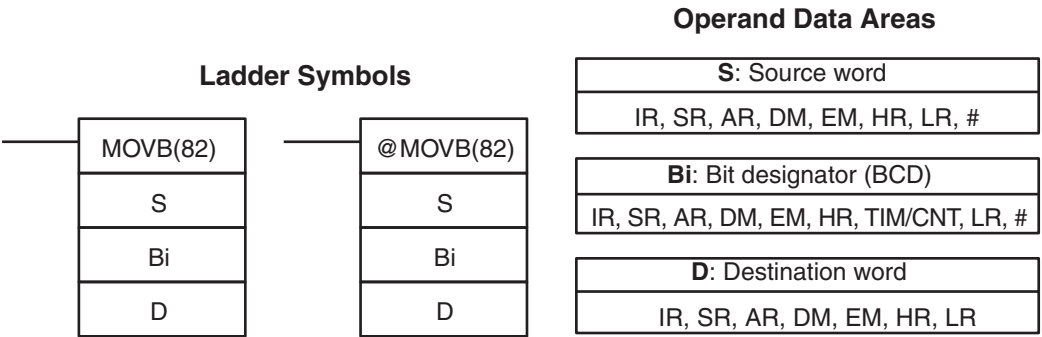 Ladder Symbols
MOVB(82)
S
Bi
D
@MOVB(82)
S
Bi
D
Operand Data Areas
S: Source word
IR, SR, AR, DM, EM, HR, LR, #
Bi: Bit designator (BCD)
IR, SR, AR, DM, EM, HR, TIM/CNT, LR, #
D: Destination word
IR, SR, AR, DM, EM, HR, LR